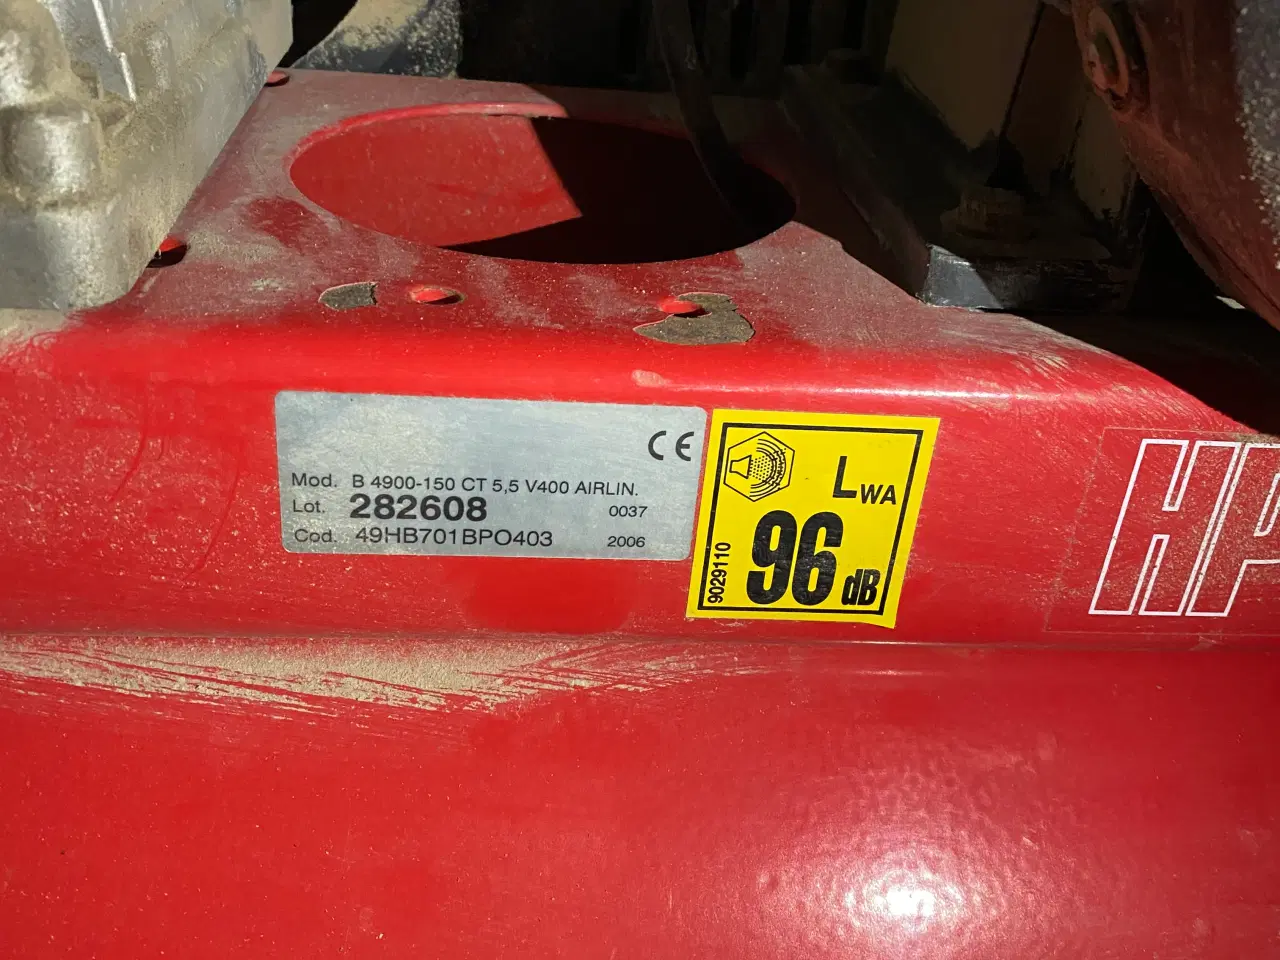 CE
Mod. B 4900-150 CT 5,5 V400 AIRLIN.
Lot. 282608 0037
Cod. 49HB701BPO403 2006
LWA
96 dB
9029110
HP